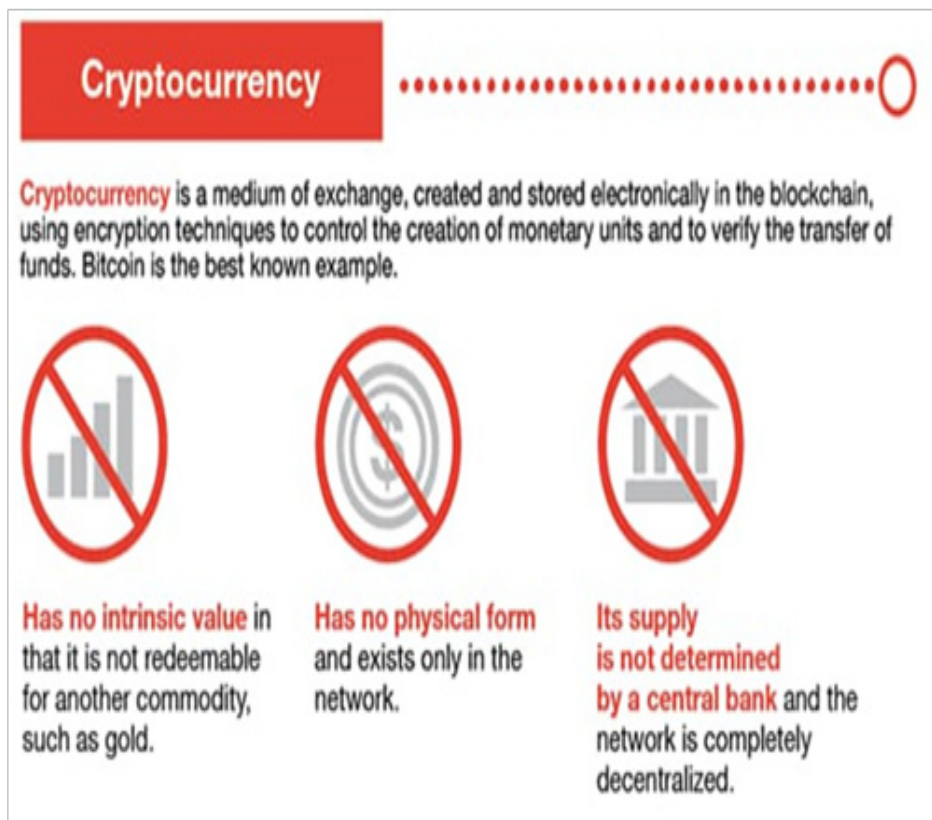 Cryptocurrency
Cryptocurrency is a medium of exchange, created and stored electronically in the blockchain,
using encryption techniques to control the creation of monetary units and to verify the transfer of
funds. Bitcoin is the best known example.
$
Has no intrinsic value in
that it is not redeemable
for another commodity,
such as gold.
Has no physical form
and exists only in the
network.
Its supply
is not determined
by a central bank and the
network is completely
decentralized.